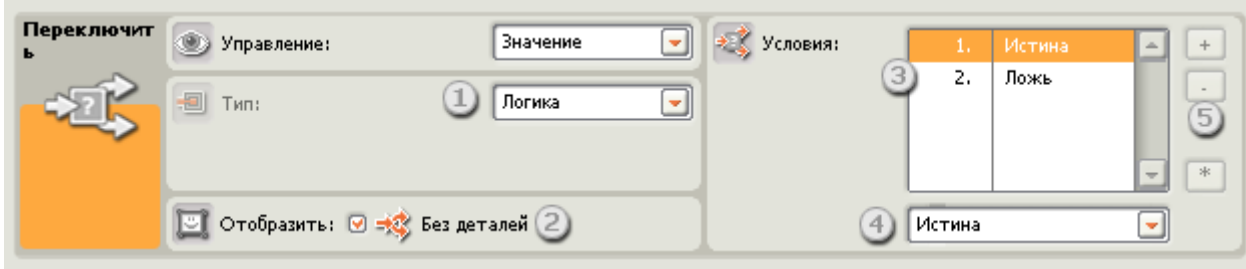 Переключит
ь
Управление:
Значение
Тип:
1
Логика
Отобразить:
Без деталей
2
Условия:
1. Истина
2. Ложь
3
4
Истина
+
-
5
*